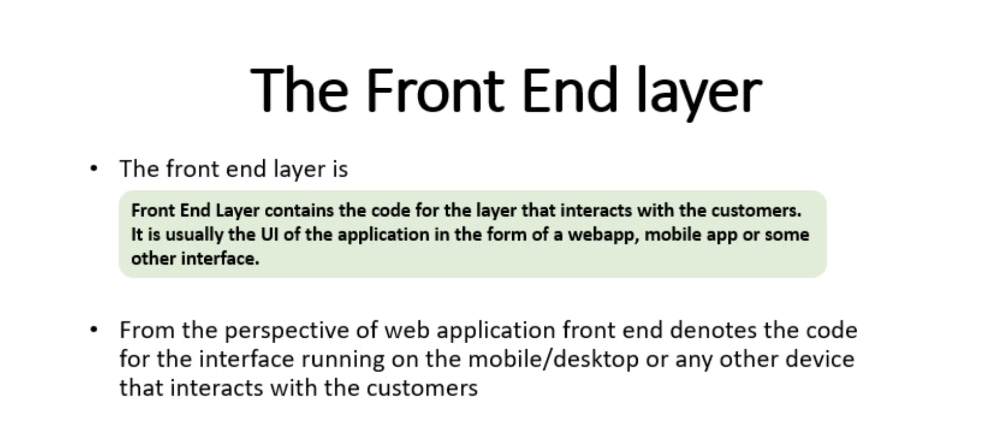 The Front End layer
• The front end layer is
Front End Layer contains the code for the layer that interacts with the customers.
It is usually the UI of the application in the form of a webapp, mobile app or some
other interface.
• From the perspective of web application front end denotes the code
for the interface running on the mobile/desktop or any other device
that interacts with the customers